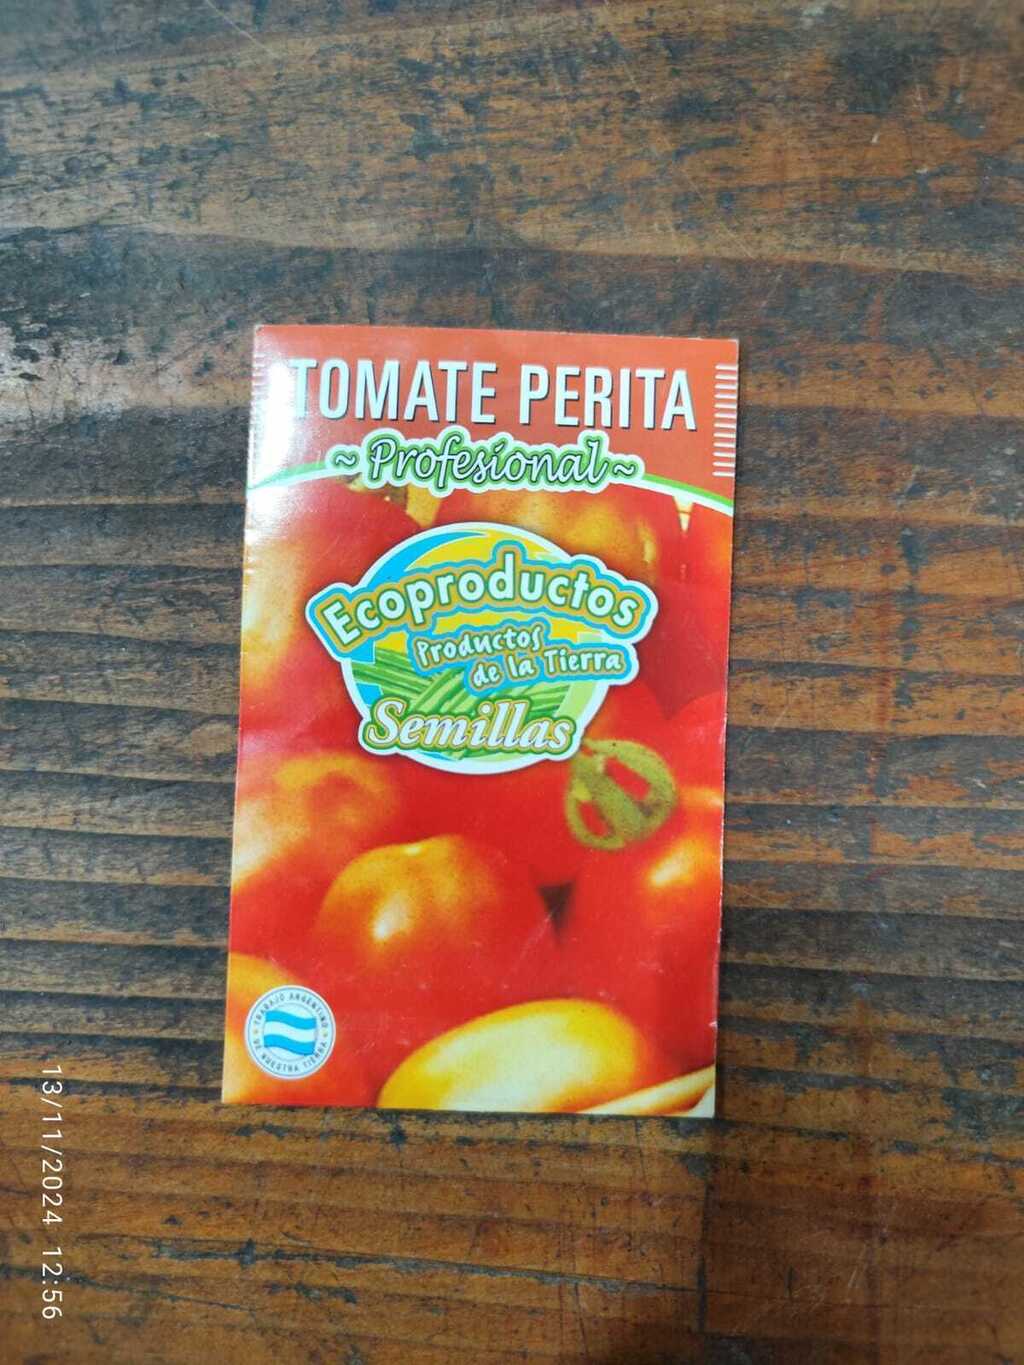 TOMATE PERITA
~ Profesional ~
Ecoproductos
Productos
de la Tierra
Semillas
TRABAJO ARGENTINO
DE NUESTRA TIERRA
13/11/2024 12:56